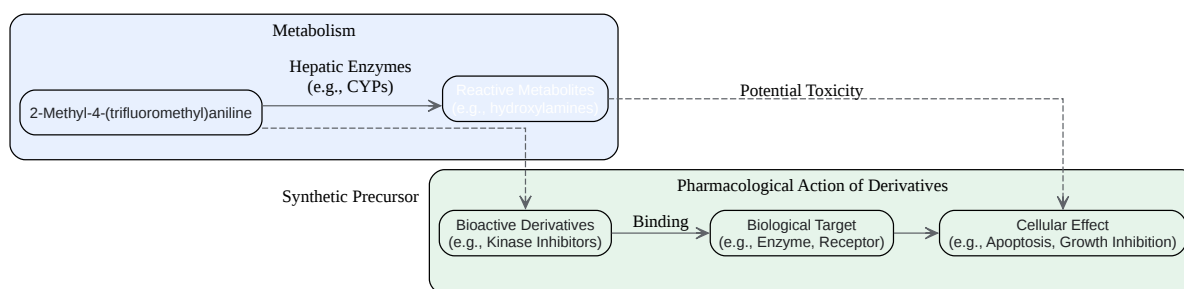 Metabolism
Hepatic Enzymes
(e.g., CYPs)
2-Methyl-4-(trifluoromethyl)aniline
Reactive Metabolites
(e.g., hydroxylamines)
Potential Toxicity
Synthetic Precursor
Pharmacological Action of Derivatives
Bioactive Derivatives
(e.g., Kinase Inhibitors)
Binding
Biological Target
(e.g., Enzyme, Receptor)
Cellular Effect
(e.g., Apoptosis, Growth Inhibition)